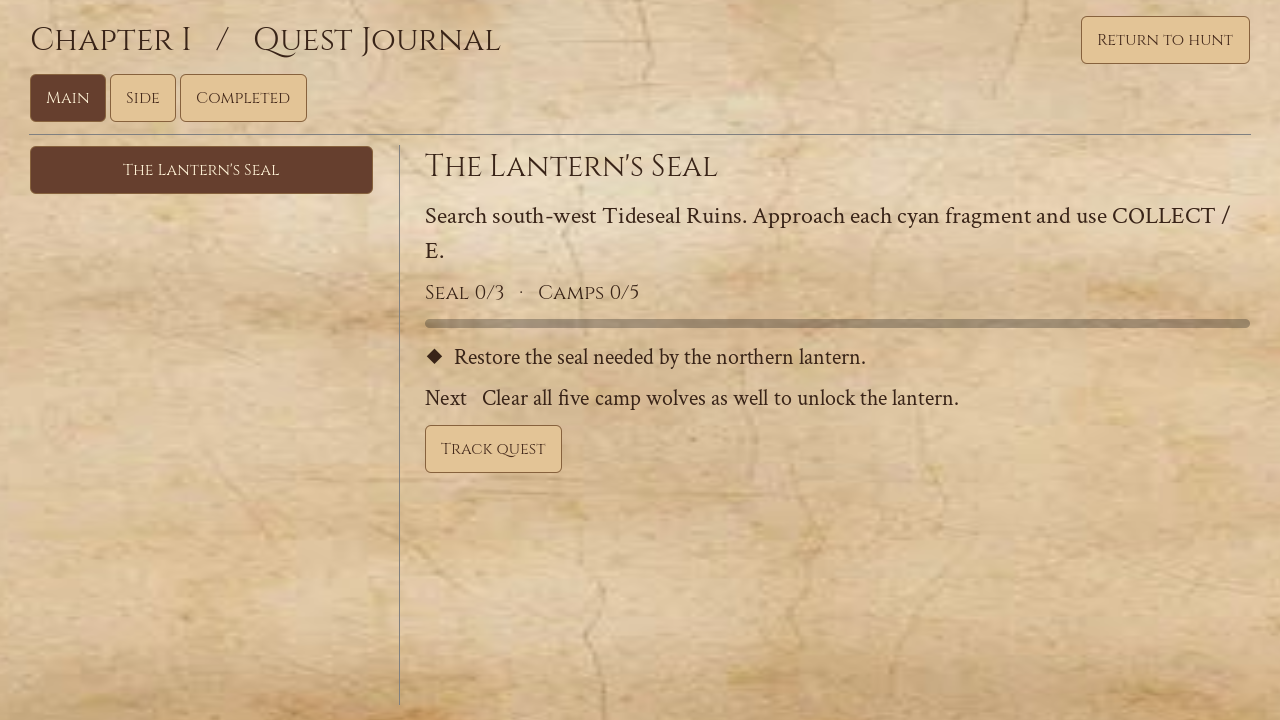 Chapter I / Quest Journal
Return to hunt
Main
Side
Completed
The Lantern's Seal
The Lantern's Seal
Search south-west Tideseal Ruins. Approach each cyan fragment and use COLLECT /
E.
Seal 0/3 · Camps 0/5
◆ Restore the seal needed by the northern lantern.
Next Clear all five camp wolves as well to unlock the lantern.
Track quest